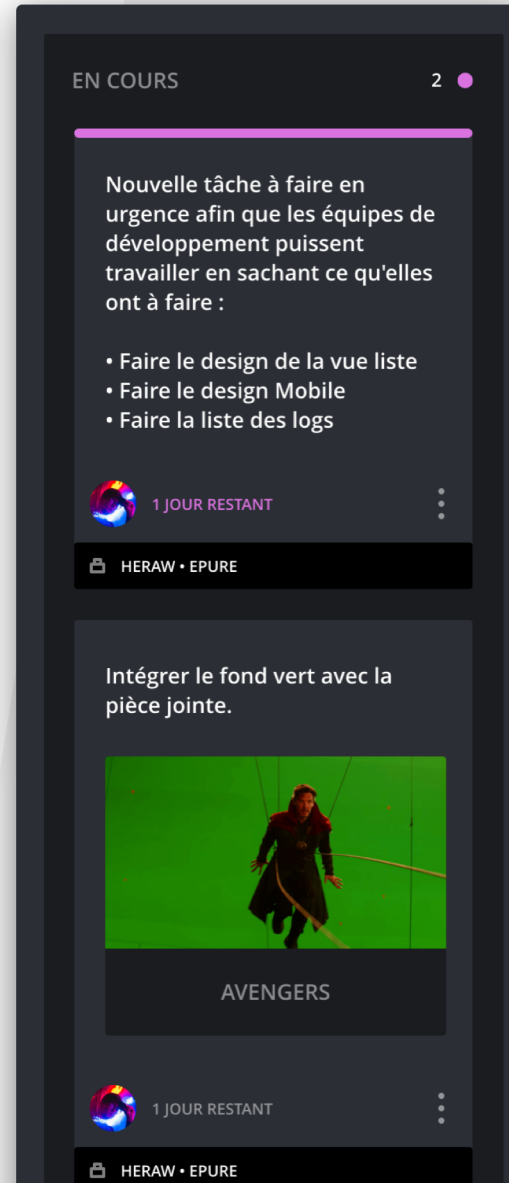 EN COURS 2
Nouvelle tâche à faire en
urgence afin que les équipes de
développement puissent
travailler en sachant ce qu'elles
ont à faire :
• Faire le design de la vue liste
• Faire le design Mobile
• Faire la liste des logs
1 JOUR RESTANT
HERAW • EPURE
Intégrer le fond vert avec la
pièce jointe.
AVENGERS
1 JOUR RESTANT
HERAW • EPURE